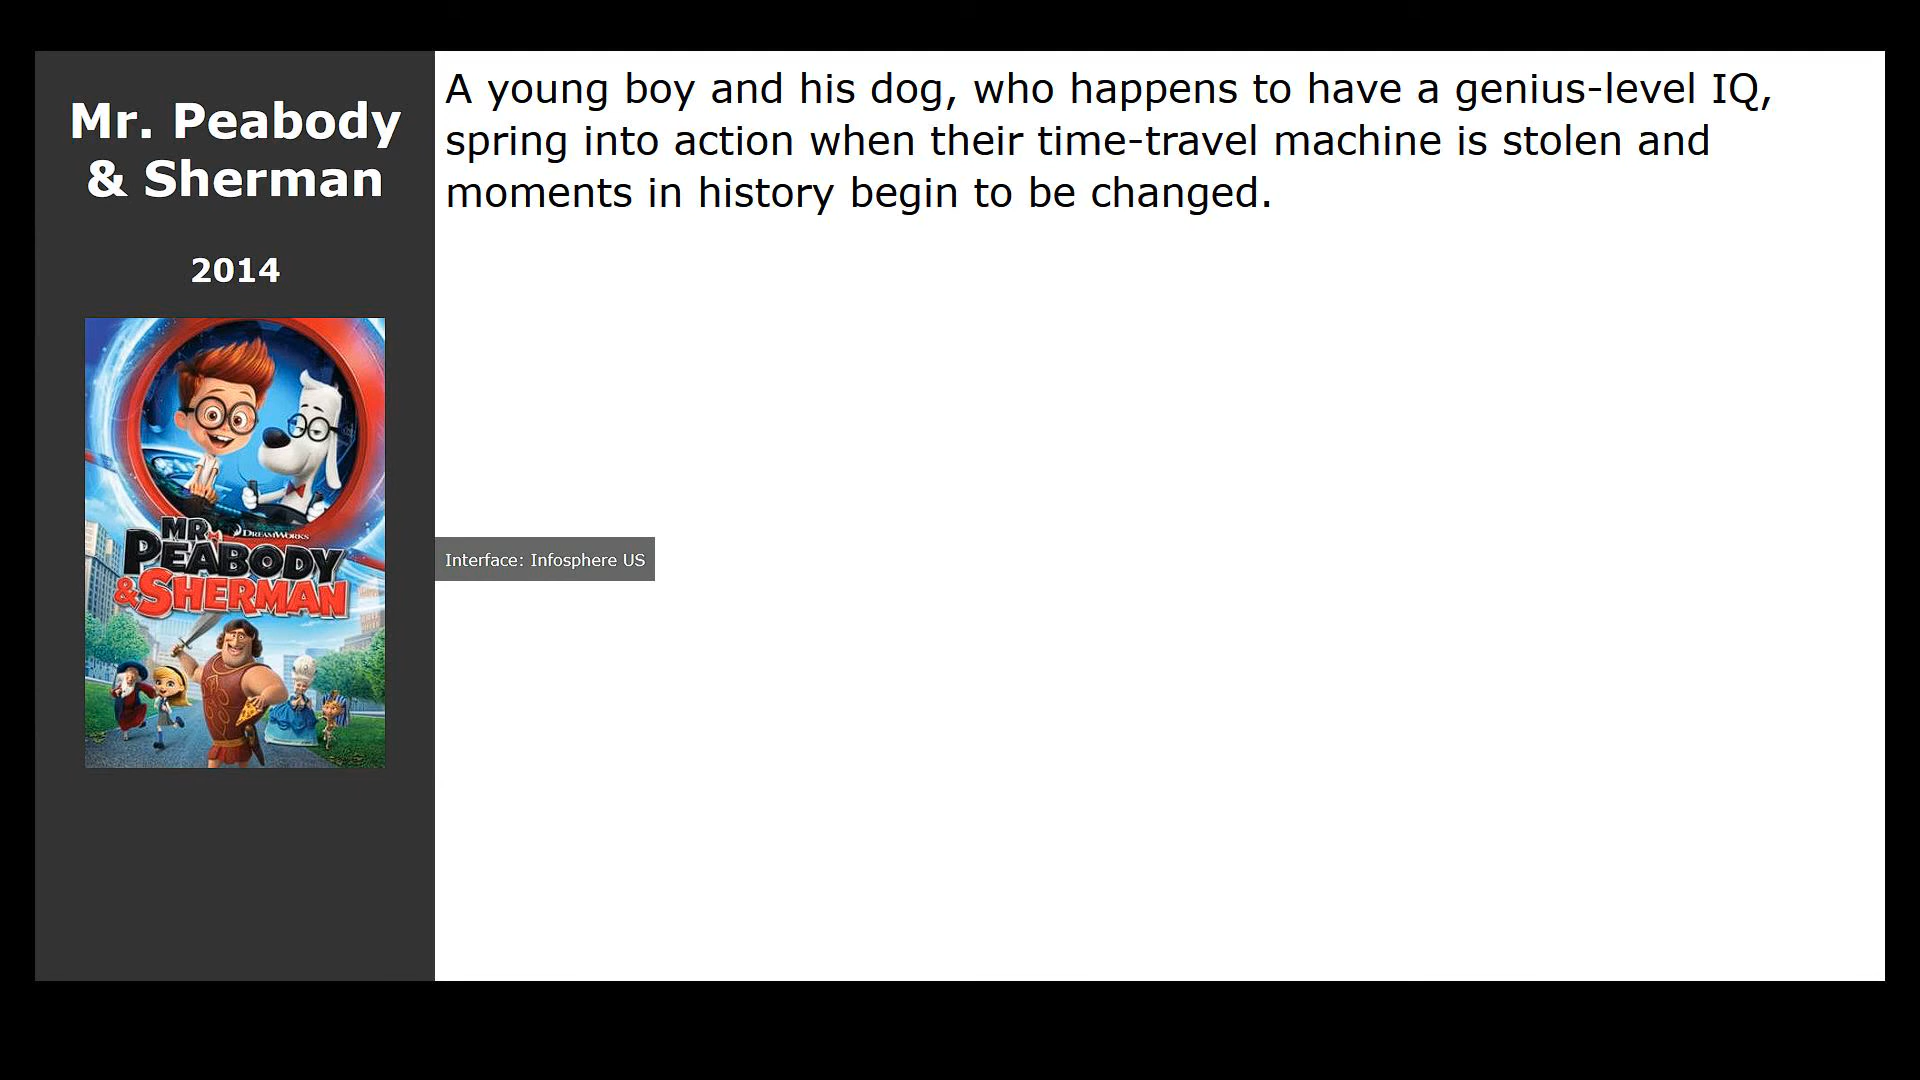 Mr. Peabody
& Sherman
2014
MR.
DREAMWORKS
PEABODY
&SHERMAN
A young boy and his dog, who happens to have a genius-level IQ,
spring into action when their time-travel machine is stolen and
moments in history begin to be changed.
Interface: Infosphere US